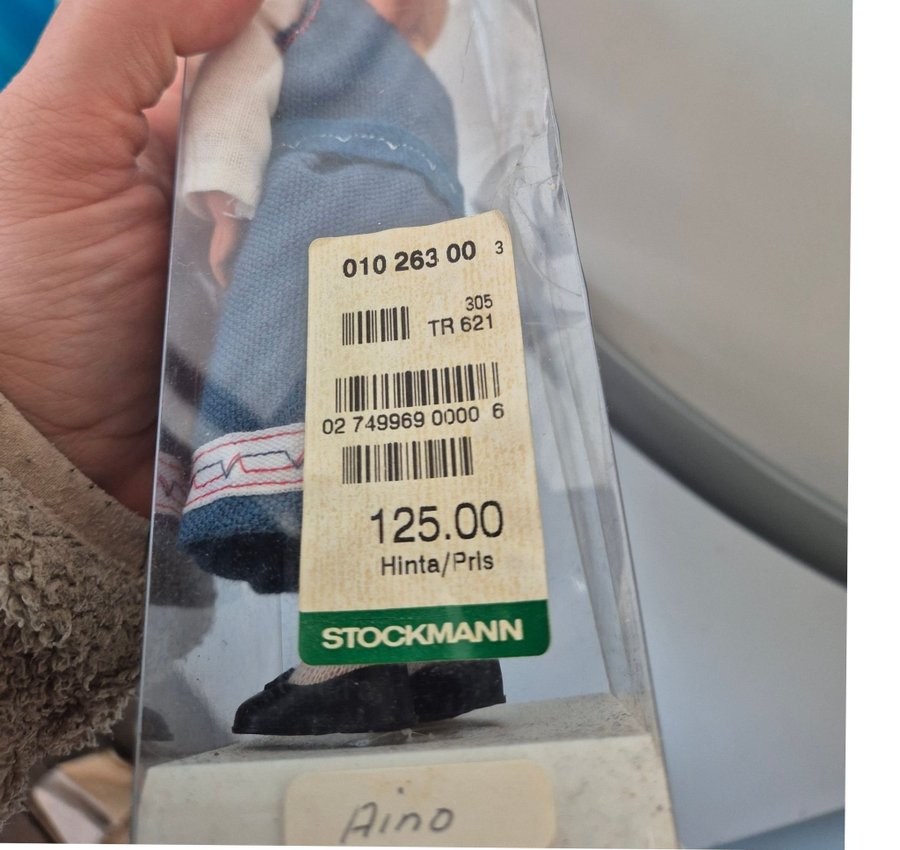 010 263 00 3
305
TR 621
02 749969 0000 6
125.00
Hinta/Pris
STOCKMANN
Aino